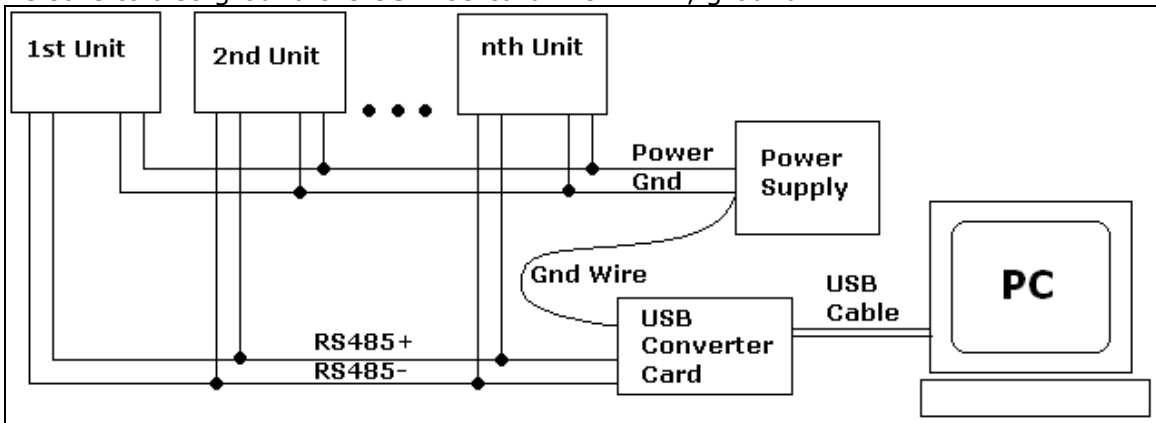 1st Unit
2nd Unit
nth Unit
Power
Gnd
Power
Supply
Gnd Wire
USB
Cable
PC
USB
Converter
Card
RS485+
RS485-